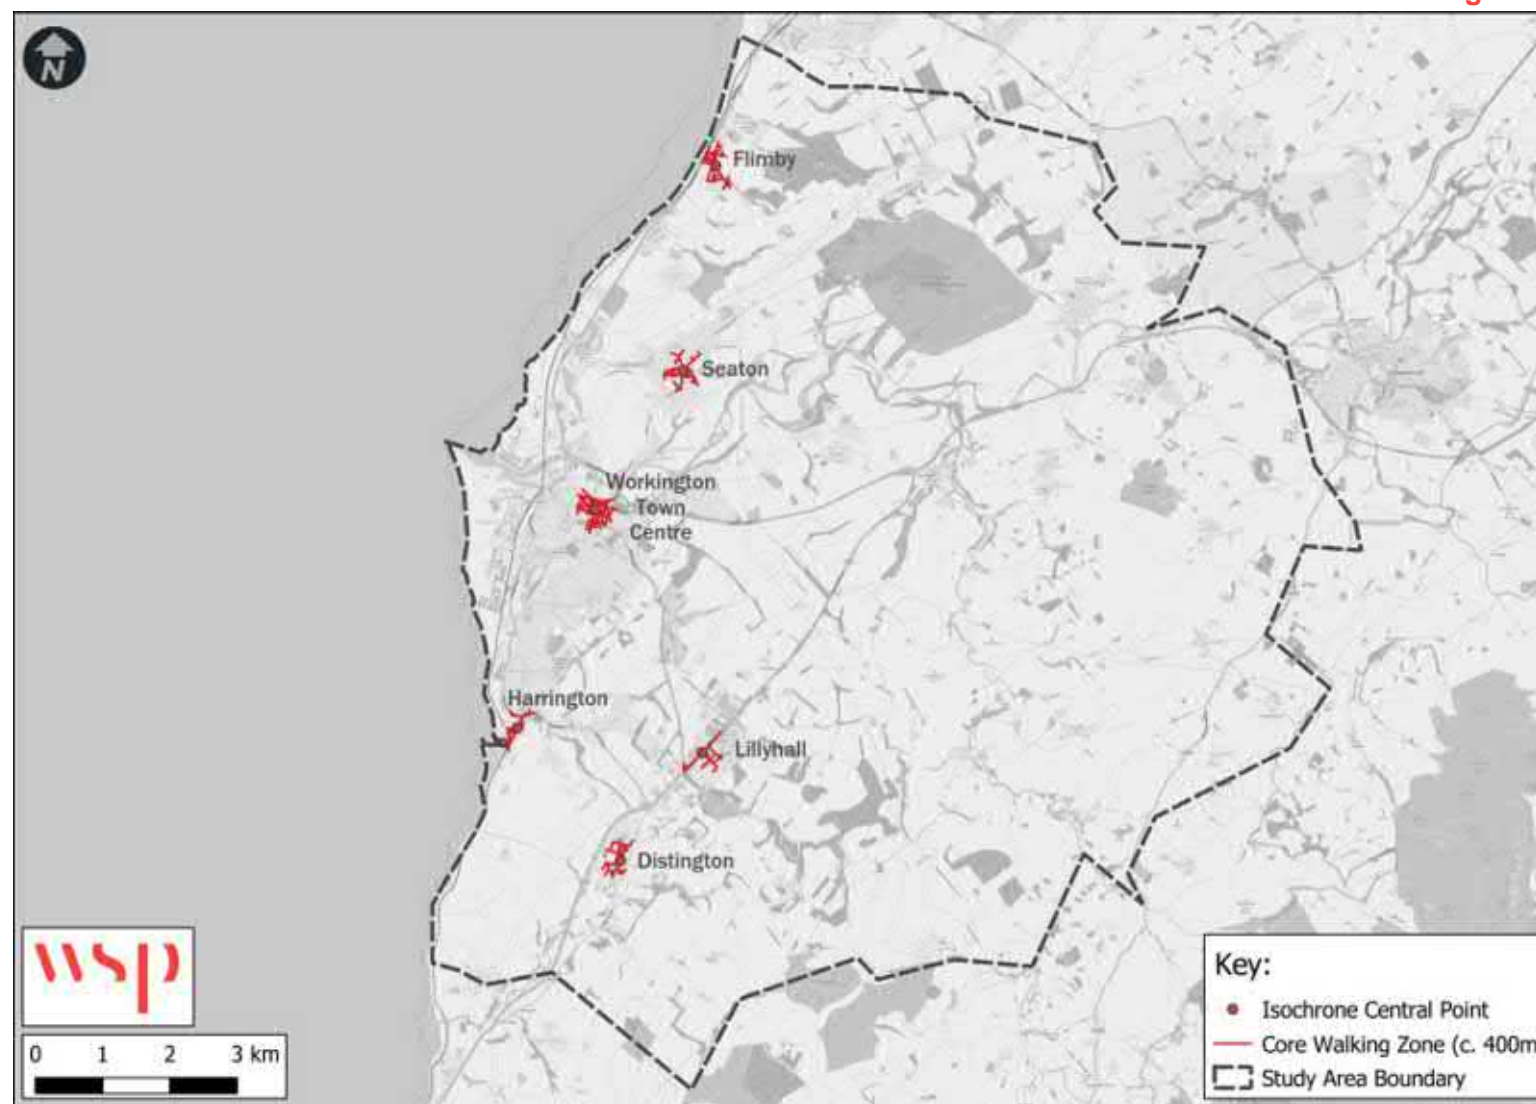 g
N
Flimby
Seaton
Workington
Town
Centre
Harrington
Lillyhall
Distington
wsp
0 1 2 3 km
Key:
Isochrone Central Point
Core Walking Zone (c. 400m
Study Area Boundary